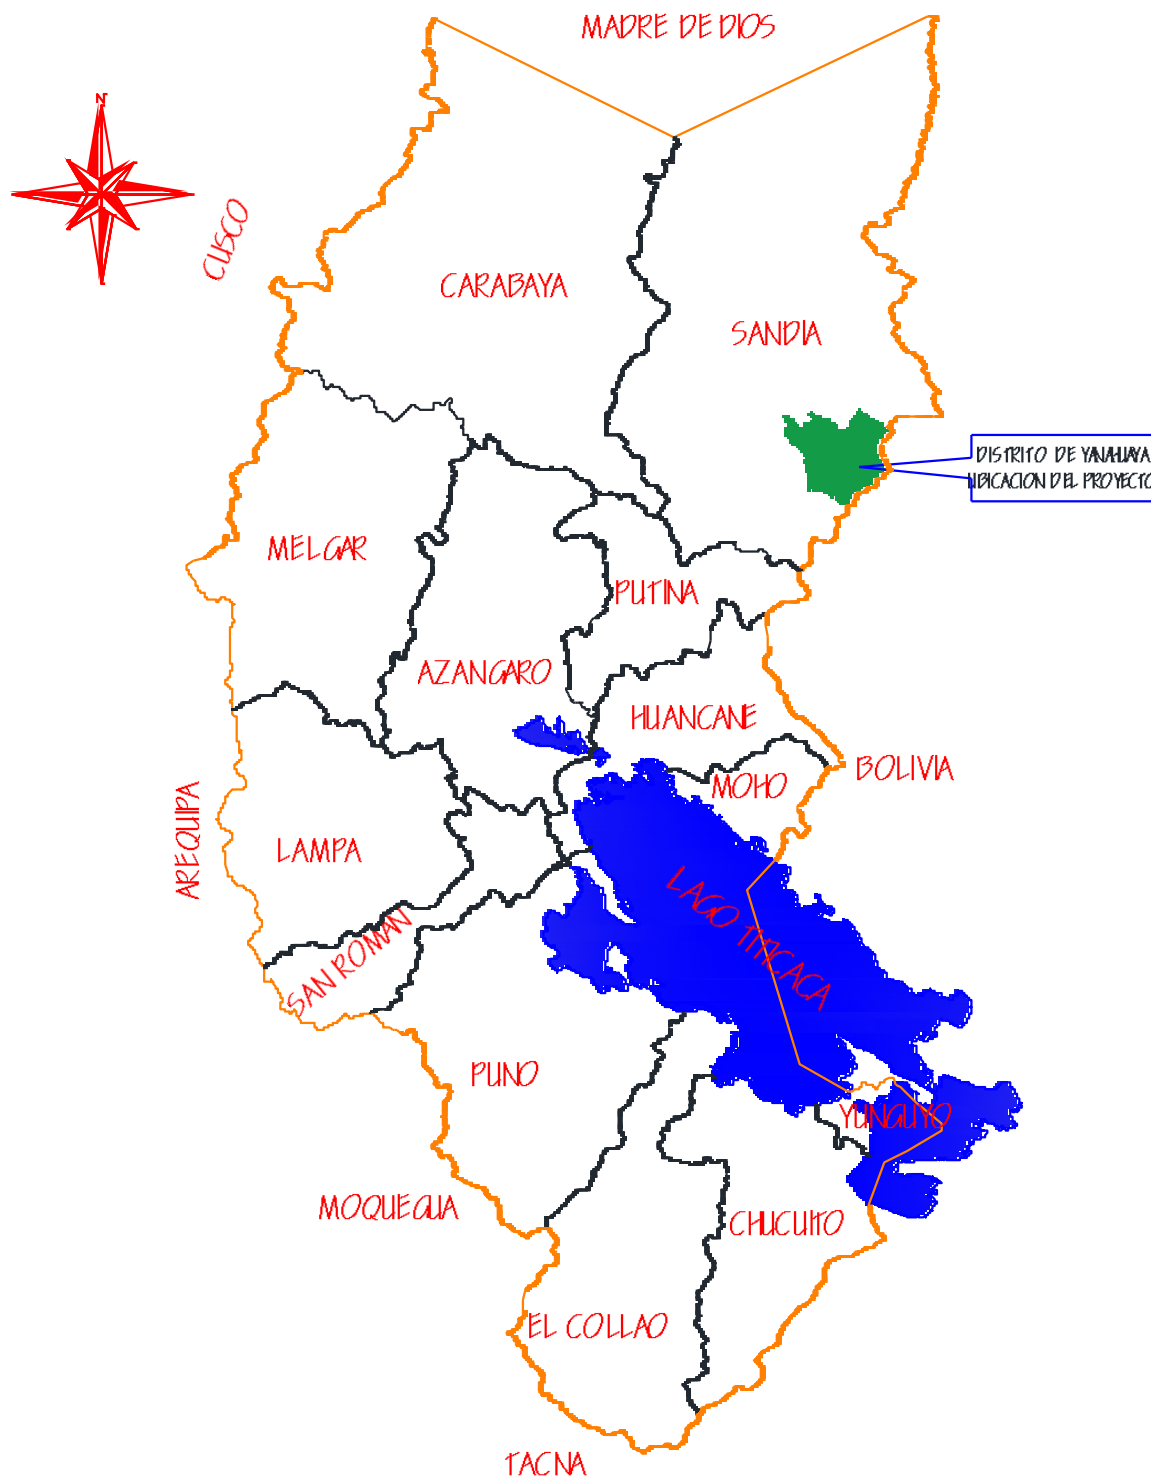 MADRE DE DIOS
N
CUSCO
CARABAYA
SANDIA
DISTRITO DE YANAHUAYA
UBICACION DEL PROYECTO
MELGAR
PUTINA
AZANGARO
HUANCANE
BOLIVIA
MOHO
AREQUIPA
LAMPA
LAGO TITICACA
SAN ROMAN
PUNO
YUNGUYO
MOQUEGUA
CHUCUITO
EL COLLAO
TACNA